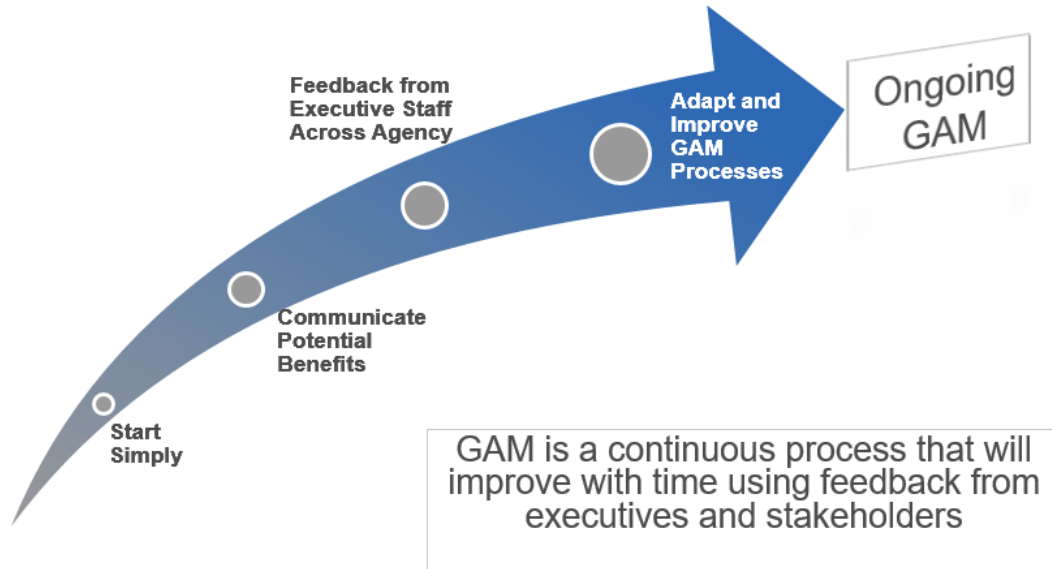 Feedback from
Executive Staff
Across Agency
Adapt and
Improve
GAM
Processes
Ongoing
GAM
Communicate
Potential
Benefits
Start
Simply
GAM is a continuous process that will
improve with time using feedback from
executives and stakeholders